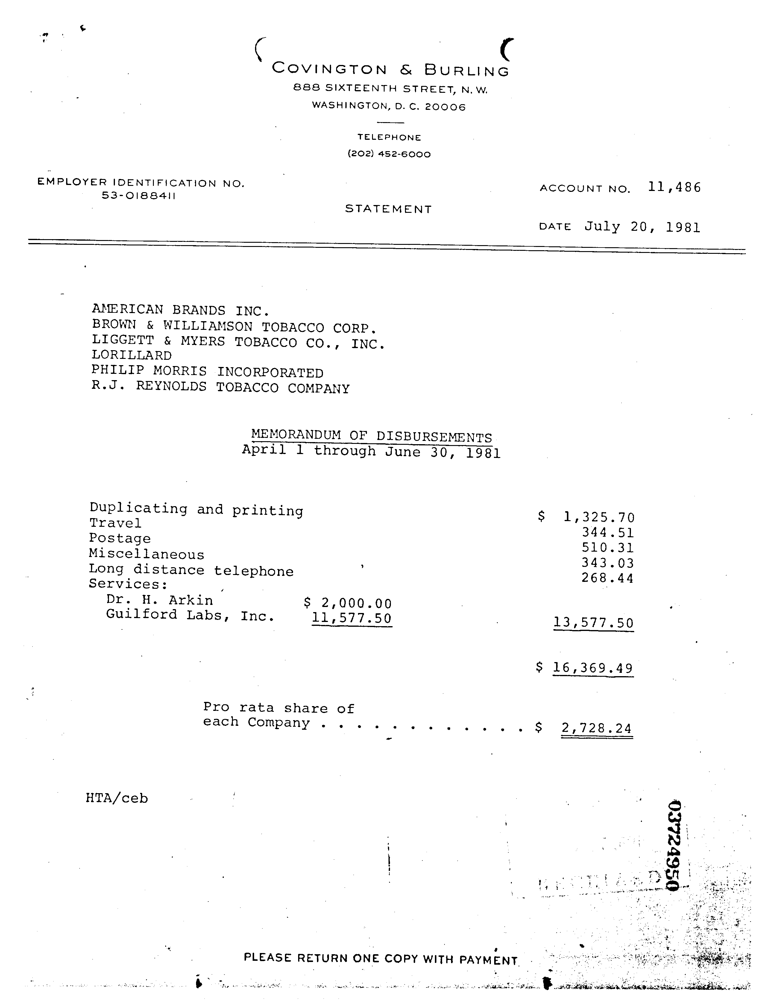 COVINGTON & BURLING
888 SIXTEENTH STREET, N. W.
WASHINGTON, D. C. 20006
TELEPHONE
(202) 452-6000
EMPLOYER IDENTIFICATION NO.
53-0188411
ACCOUNT NO. 11,486
STATEMENT
DATE July 20, 1981
AMERICAN BRANDS INC.
BROWN & WILLIAMSON TOBACCO CORP.
LIGGETT & MYERS TOBACCO CO., INC.
LORILLARD
PHILIP MORRIS INCORPORATED
R.J. REYNOLDS TOBACCO COMPANY
MEMORANDUM OF DISBURSEMENTS
April 1 through June 30, 1981
Duplicating and printing $ 1,325.70
Travel 344.51
Postage 510.31
Miscellaneous 343.03
Long distance telephone 268.44
Services:
Dr. H. Arkin $ 2,000.00
Guilford Labs, Inc. 11,577.50 13,577.50
$ 16,369.49
Pro rata share of
each Company . . . . . . . . . . . . . $ 2,728.24
HTA/ceb
03724950
PLEASE RETURN ONE COPY WITH PAYMENT